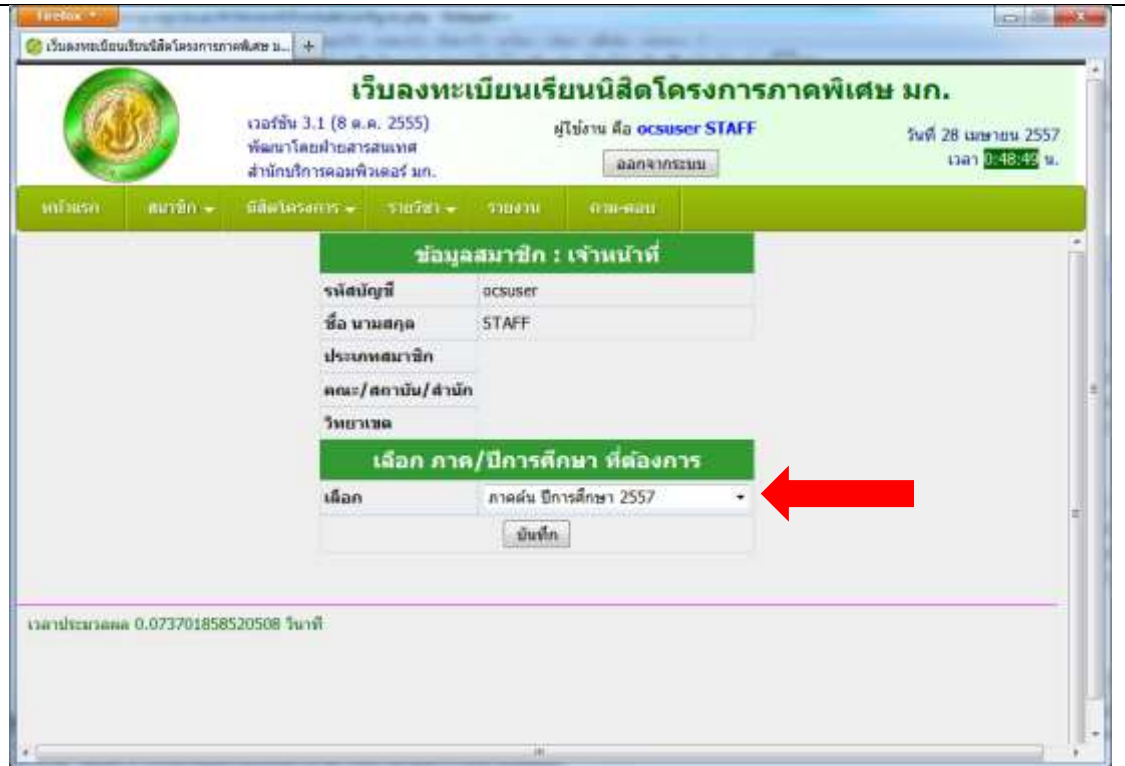 Firefox
เว็บลงทะเบียนเรียนนิสิตโครงการภาคพิเศษ ม...
เว็บลงทะเบียนเรียนนิสิตโครงการภาคพิเศษ มก.
เวอร์ชัน 3.1 (8 ต.ค. 2555)
พัฒนาโดยฝ่ายสารสนเทศ
สำนักบริการคอมพิวเตอร์ มก.
ผู้ใช้งาน คือ ocsuser STAFF
ออกจากระบบ
วันที่ 28 เมษายน 2557
เวลา 0:48:49 น.
หน้าแรก สมาชิก นิสิตโครงการ รายวิชา รายงาน ถาม-ตอบ
ข้อมูลสมาชิก : เจ้าหน้าที่
รหัสบัญชี ocsuser
ชื่อ นามสกุล STAFF
ประเภทสมาชิก
คณะ/สถาบัน/สำนัก
วิทยาเขต
เลือก ภาค/ปีการศึกษา ที่ต้องการ
เลือก ภาคต้น ปีการศึกษา 2557
บันทึก
เวลาประมวลผล 0.073701858520508 วินาที